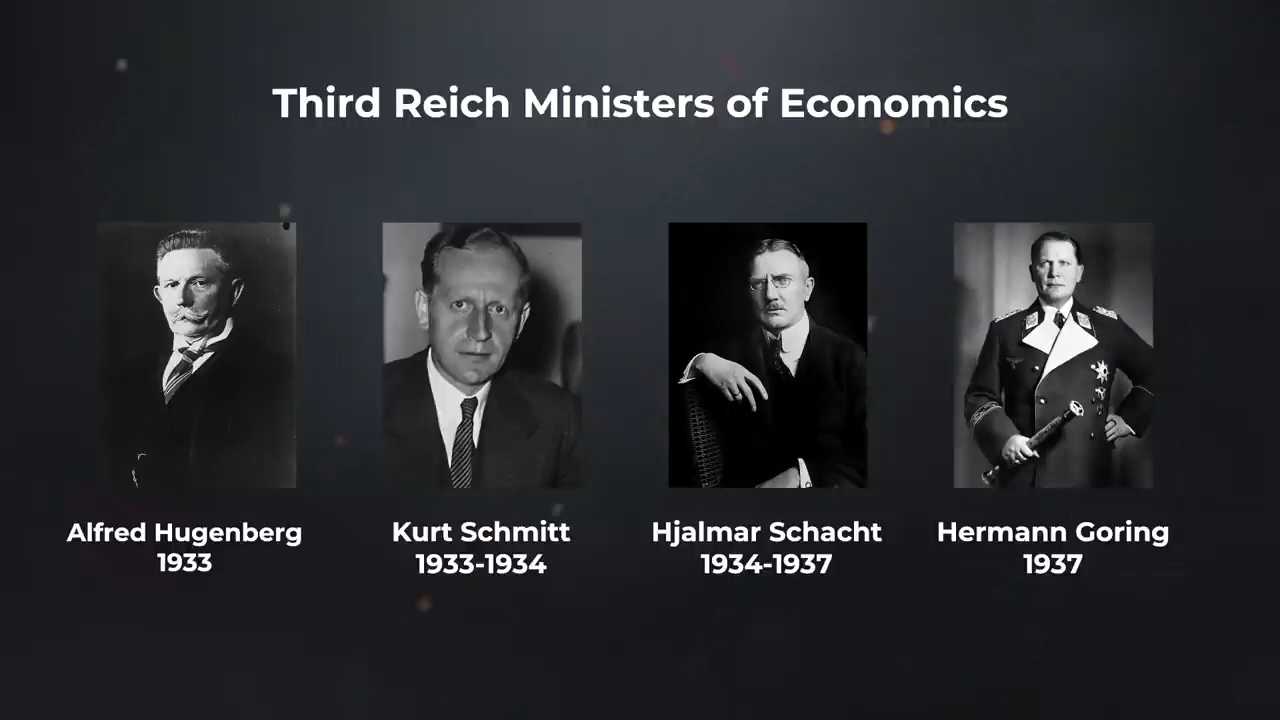 Third Reich Ministers of Economics
Alfred Hugenberg
1933
Kurt Schmitt
1933-1934
Hjalmar Schacht
1934-1937
Hermann Goring
1937